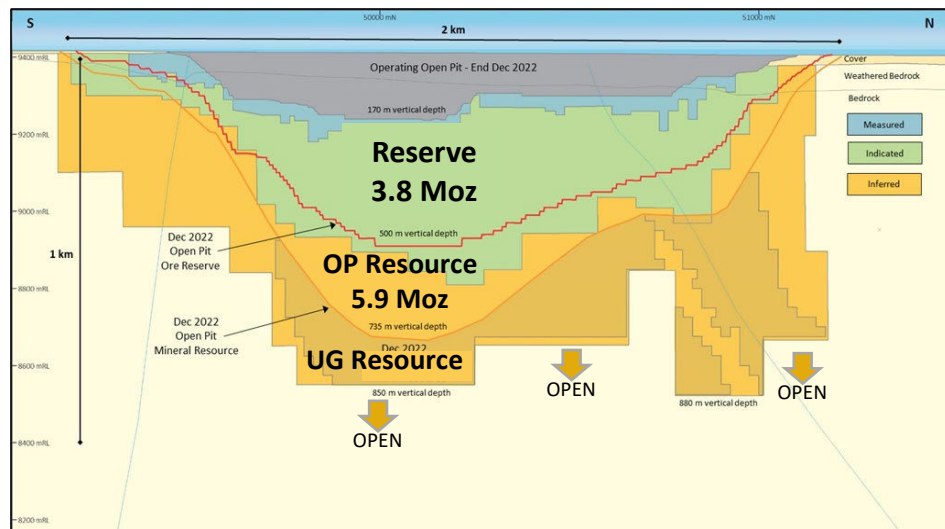 S
50000 mN
51000 mN
N
2 km
9400 mRL
Operating Open Pit - End Dec 2022
Cover
Weathered Bedrock
Bedrock
170 m vertical depth
Measured
Indicated
Inferred
9200 mRL
Reserve
3.8 Moz
9000 mRL
500 m vertical depth
Dec 2022
Open Pit
Ore Reserve
1 km
OP Resource
5.9 Moz
8800 mRL
735 m vertical depth
Dec 2022
Open Pit
Mineral Resource
Dec 2022
UG Resource
8600 mRL
850 m vertical depth
880 m vertical depth
OPEN
OPEN
OPEN
8400 mRL
8200 mRL